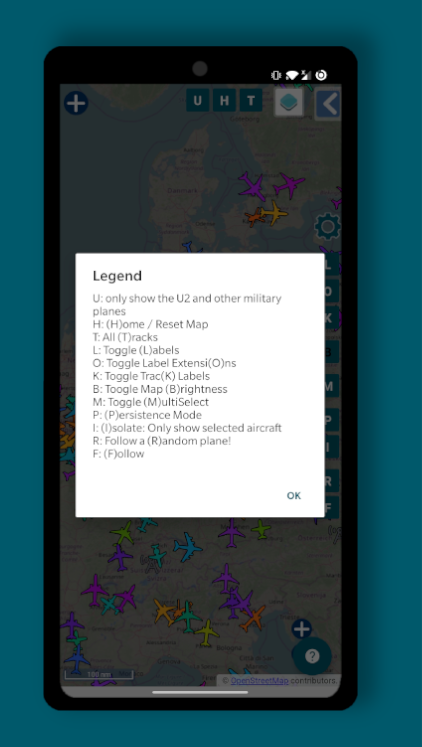 U H T
Legend
U: only show the U2 and other military
planes
H: (H)ome / Reset Map
T: All (T)racks
L: Toggle (L)abels
O: Toggle Label Extensi(O)ns
K: Toggle Trac(K) Labels
B: Toogle Map (B)rightness
M: Toggle (M)ultiSelect
P: (P)ersistence Mode
I: (I)solate: Only show selected aircraft
R: Follow a (R)andom plane!
F: (F)ollow
OK
L
O
K
B
M
P
I
R
F
?
100 nm
© OpenStreetMap contributors.